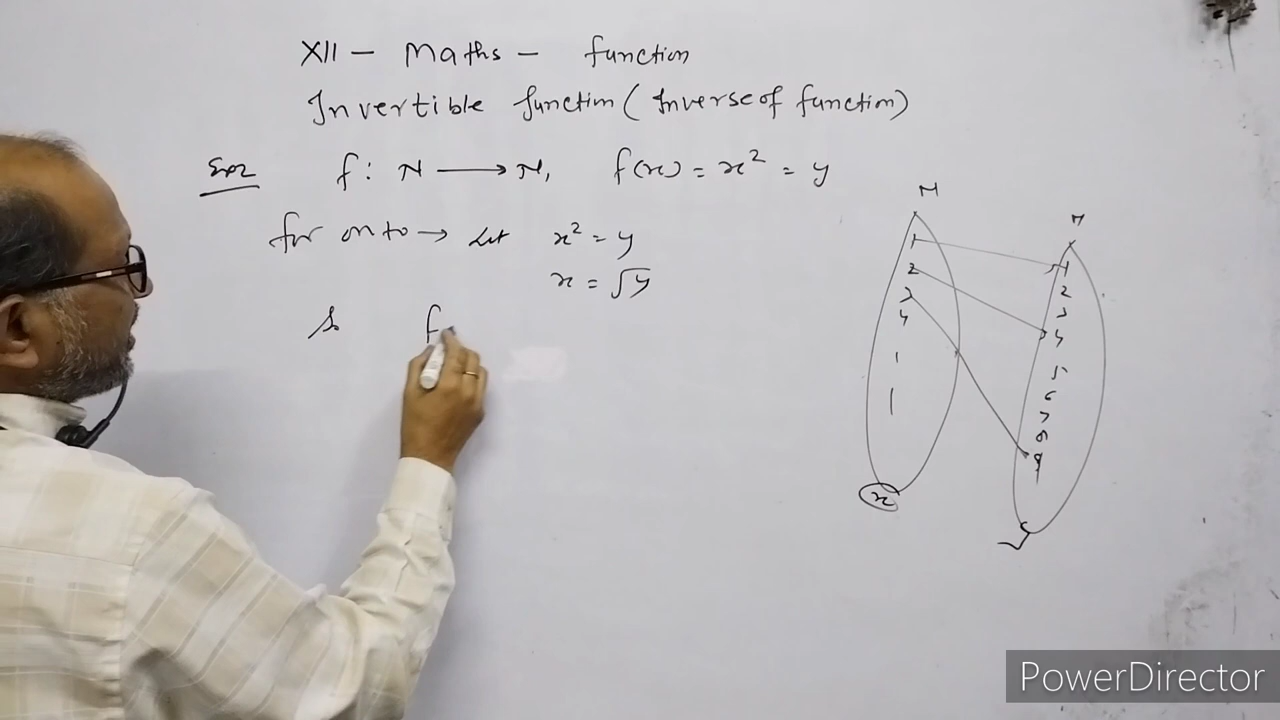 XII - Maths - function
Invertible function (Inverse of function)
f : N → N, f(x) = x² = y
for onto → Let x² = y
x = √y
So f
N
1
2
3
4
x
N
1
2
3
4
5
6
7
8
9
y
PowerDirector